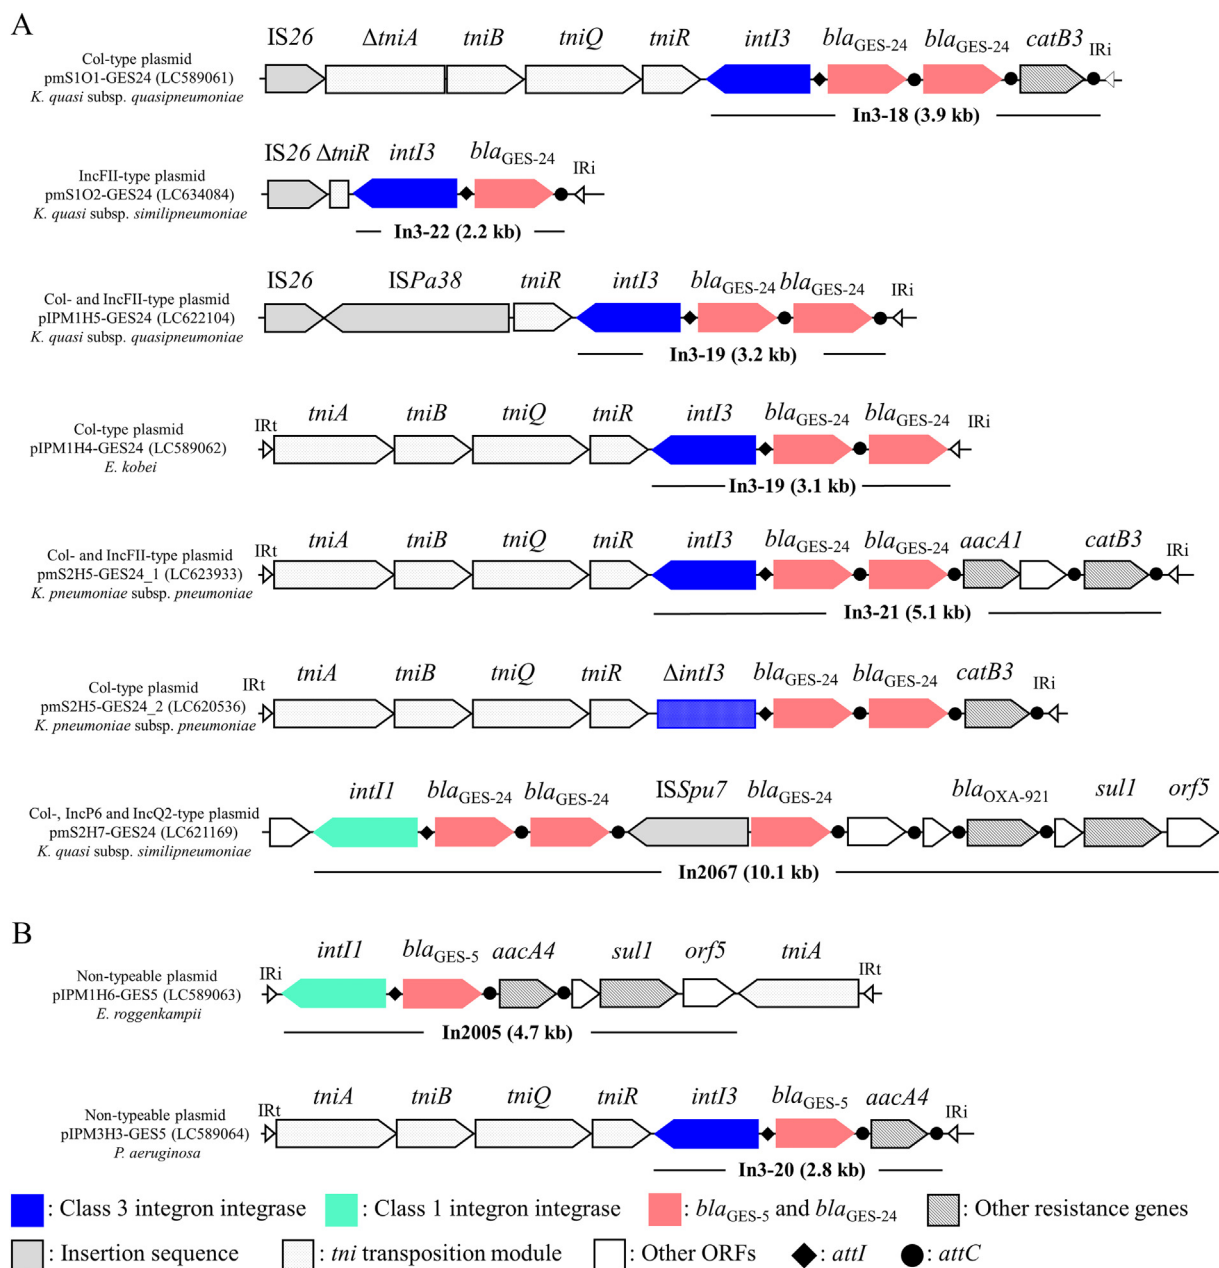 A
IS26 ΔtniA tniB tniQ tniR intI3 blaGES-24 blaGES-24 catB3 IRi
Col-type plasmid
pmS1O1-GES24 (LC589061)
K. quasi subsp. quasipneumoniae
In3-18 (3.9 kb)
IS26 ΔtniR intI3 blaGES-24 IRi
IncFII-type plasmid
pmS1O2-GES24 (LC634084)
K. quasi subsp. similipneumoniae
In3-22 (2.2 kb)
IS26 ISPa38 tniR intI3 blaGES-24 blaGES-24 IRi
Col- and IncFII-type plasmid
pIPM1H5-GES24 (LC622104)
K. quasi subsp. quasipneumoniae
In3-19 (3.2 kb)
IRt tniA tniB tniQ tniR intI3 blaGES-24 blaGES-24 IRi
Col-type plasmid
pIPM1H4-GES24 (LC589062)
E. kobei
In3-19 (3.1 kb)
IRt tniA tniB tniQ tniR intI3 blaGES-24 blaGES-24 aacA1 catB3 IRi
Col- and IncFII-type plasmid
pmS2H5-GES24_1 (LC623933)
K. pneumoniae subsp. pneumoniae
In3-21 (5.1 kb)
IRt tniA tniB tniQ tniR ΔintI3 blaGES-24 blaGES-24 catB3 IRi
Col-type plasmid
pmS2H5-GES24_2 (LC620536)
K. pneumoniae subsp. pneumoniae
intI1 blaGES-24 blaGES-24 ISSpu7 blaGES-24 blaOXA-921 sul1 orf5
Col-, IncP6 and IncQ2-type plasmid
pmS2H7-GES24 (LC621169)
K. quasi subsp. similipneumoniae
In2067 (10.1 kb)
B
IRi intI1 blaGES-5 aacA4 sul1 orf5 tniA IRt
Non-typeable plasmid
pIPM1H6-GES5 (LC589063)
E. roggenkampii
In2005 (4.7 kb)
IRt tniA tniB tniQ tniR intI3 blaGES-5 aacA4 IRi
Non-typeable plasmid
pIPM3H3-GES5 (LC589064)
P. aeruginosa
In3-20 (2.8 kb)
: Class 3 integron integrase : Class 1 integron integrase : blaGES-5 and blaGES-24 : Other resistance genes
: Insertion sequence : tni transposition module : Other ORFs : attI : attC